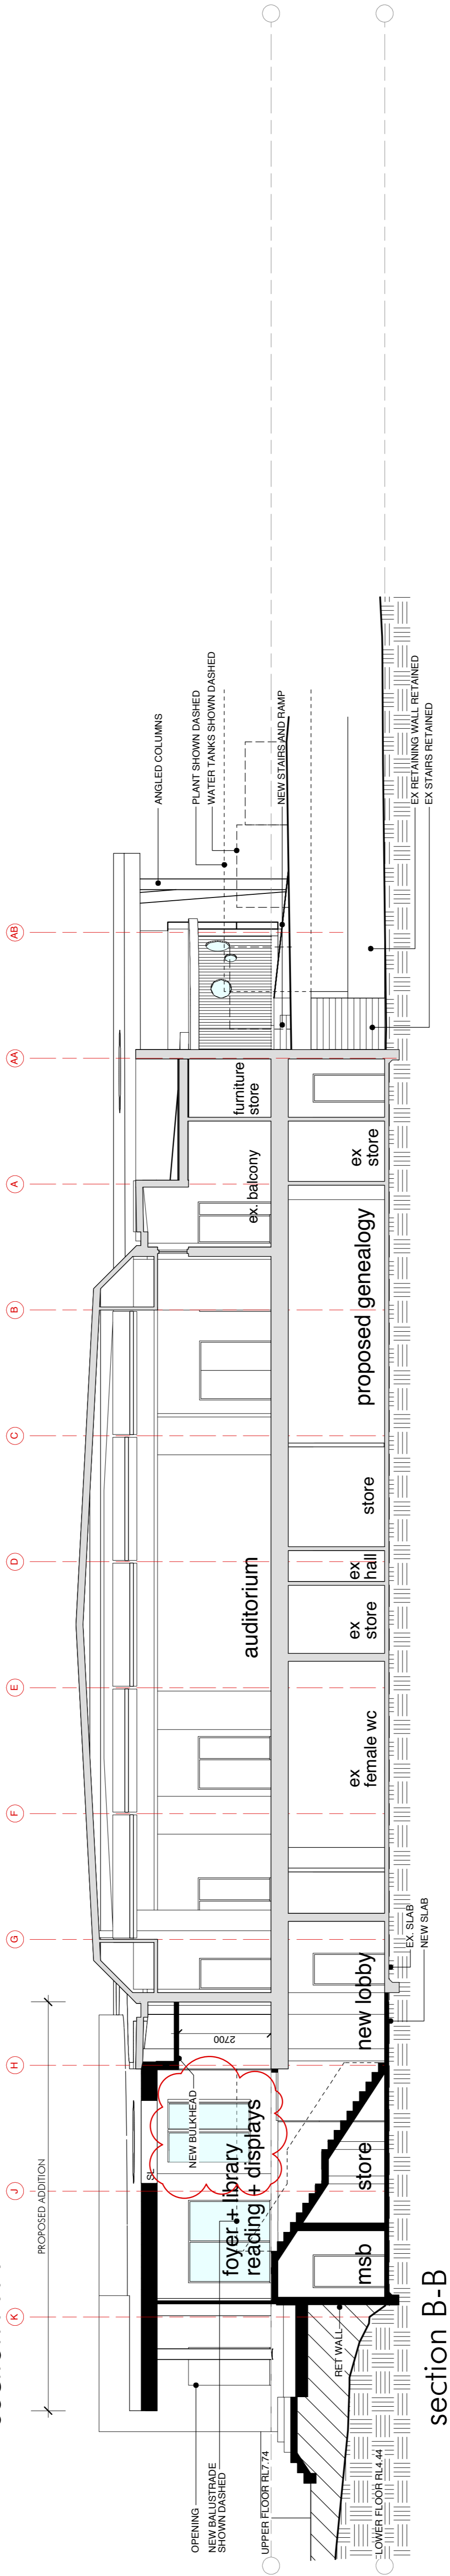 PROPOSED ADDITION
K
J
H
G
F
E
D
C
B
A
AA
AB
SL
NEW BULKHEAD
2700
OPENING
NEW BALUSTRADE
SHOWN DASHED
UPPER FLOOR RL7.74
LOWER FLOOR RL4.44
RET WALL
foyer + library
reading + displays
auditorium
ex. balcony
furniture
store
msb
store
new lobby
ex
female wc
ex
store
ex
hall
store
proposed genealogy
ex
store
EX. SLAB
NEW SLAB
ANGLED COLUMNS
PLANT SHOWN DASHED
WATER TANKS SHOWN DASHED
NEW STAIRS AND RAMP
EX RETAINING WALL RETAINED
EX STAIRS RETAINED
section B-B